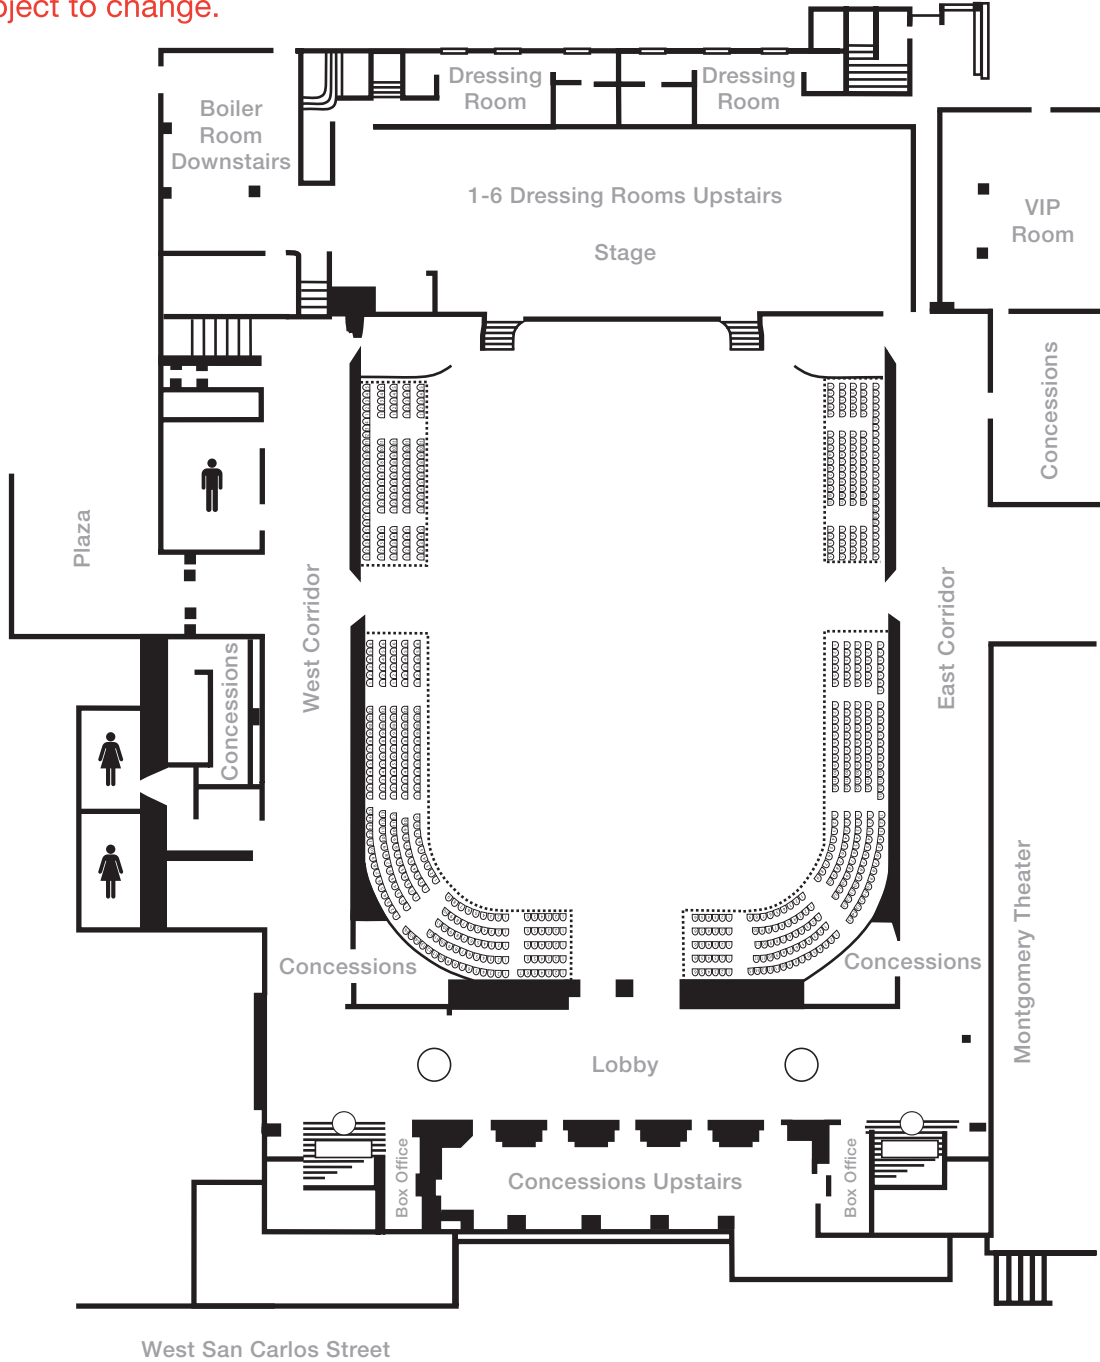 bject to change.
Dressing
Room
Dressing
Room
Boiler
Room
Downstairs
1-6 Dressing Rooms Upstairs
Stage
VIP
Room
Concessions
Plaza
West Corridor
East Corridor
Concessions
Montgomery Theater
Concessions
Concessions
Lobby
Box Office
Concessions Upstairs
Box Office
West San Carlos Street